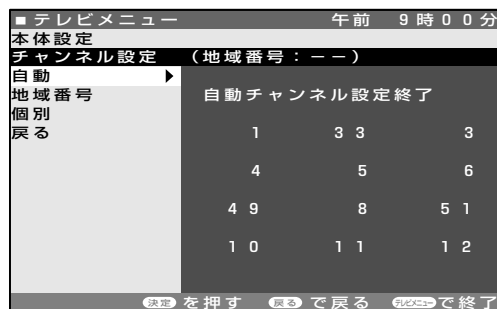 ■テレビメニュー 午前 9時00分
本体設定
チャンネル設定 （地域番号：－－）
自動 ▶
地域番号 自動チャンネル設定終了
個別
戻る 1 33 3
4 5 6
49 8 51
10 11 12
決定 を押す 戻る で戻る テレビメニュー で終了